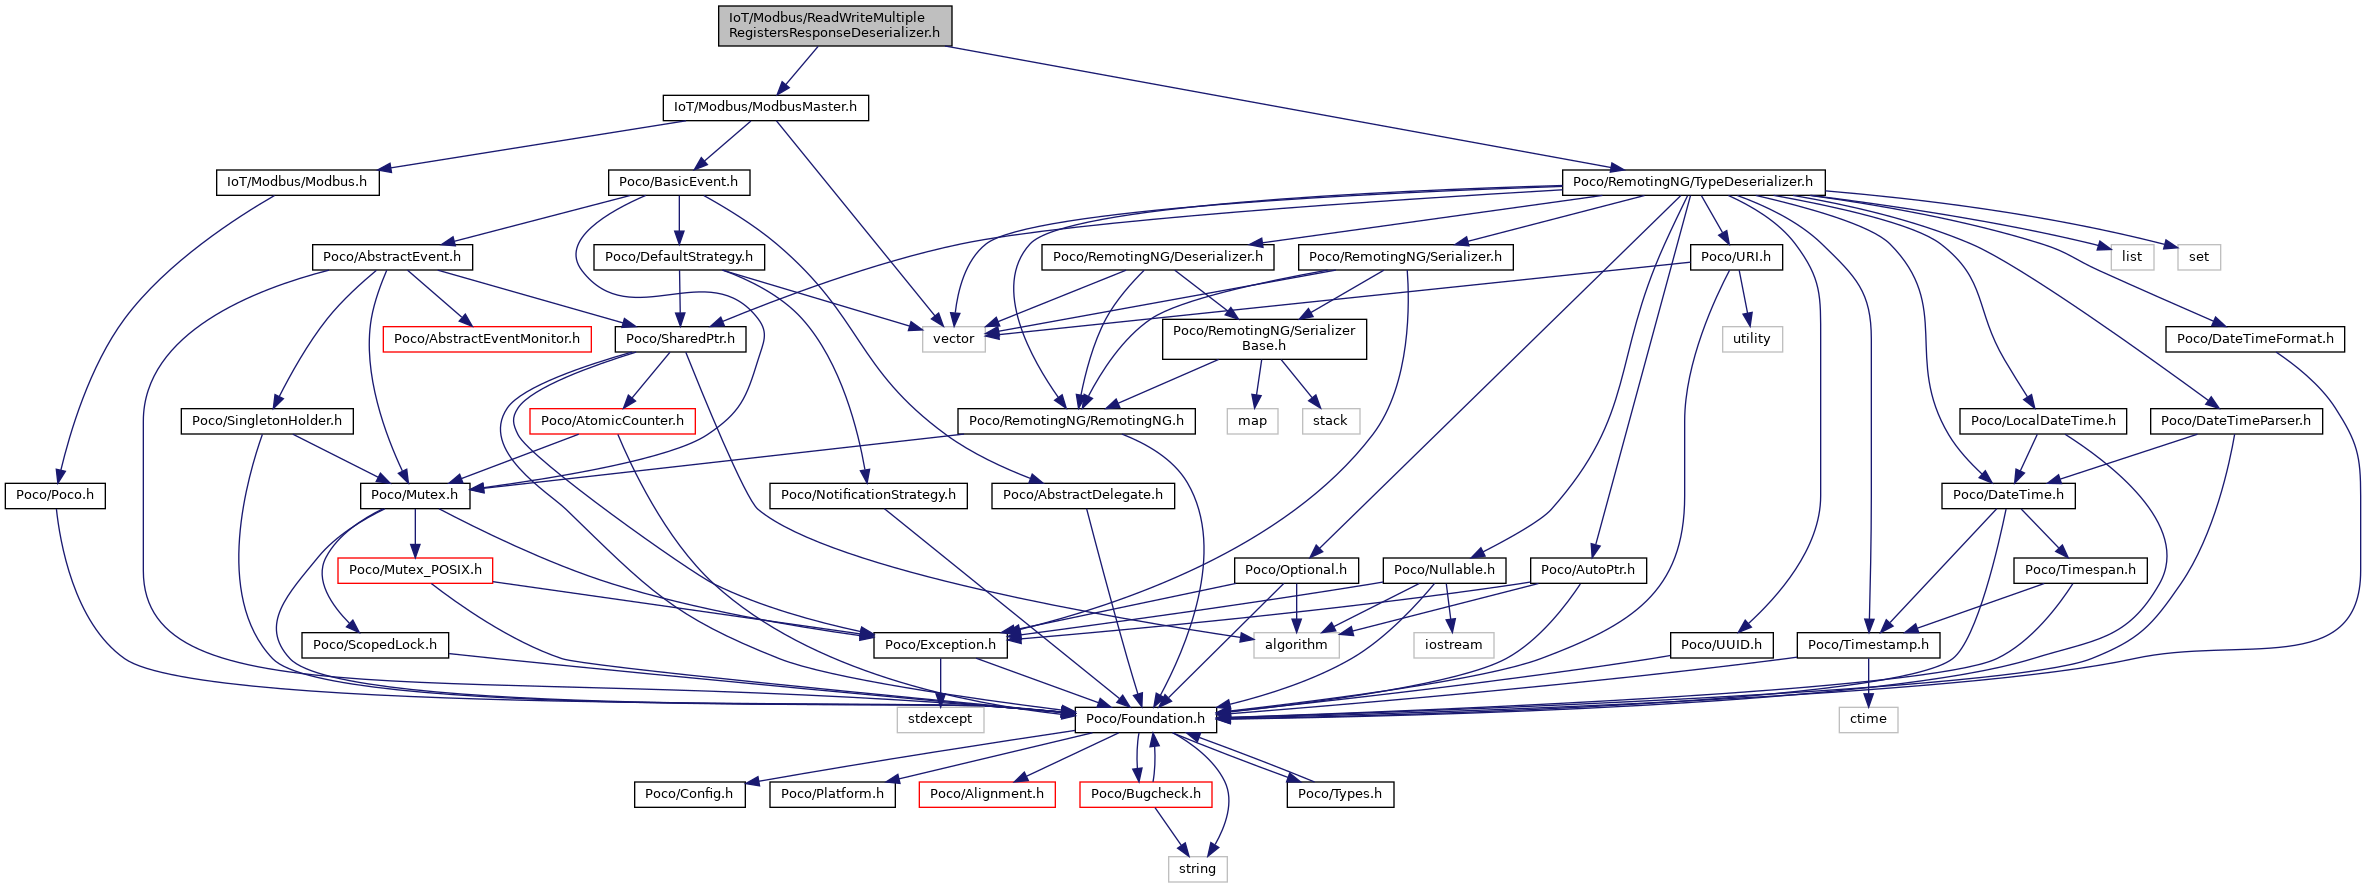 IoT/Modbus/ReadWriteMultiple
RegistersResponseDeserializer.h
IoT/Modbus/ModbusMaster.h
IoT/Modbus/Modbus.h
Poco/BasicEvent.h
Poco/RemotingNG/TypeDeserializer.h
Poco/AbstractEvent.h
Poco/DefaultStrategy.h
Poco/RemotingNG/Deserializer.h
Poco/RemotingNG/Serializer.h
Poco/URI.h
list
set
Poco/AbstractEventMonitor.h
Poco/SharedPtr.h
vector
Poco/RemotingNG/Serializer
Base.h
utility
Poco/DateTimeFormat.h
Poco/SingletonHolder.h
Poco/AtomicCounter.h
Poco/RemotingNG/RemotingNG.h
map
stack
Poco/LocalDateTime.h
Poco/DateTimeParser.h
Poco/Poco.h
Poco/Mutex.h
Poco/NotificationStrategy.h
Poco/AbstractDelegate.h
Poco/DateTime.h
Poco/Mutex_POSIX.h
Poco/Optional.h
Poco/Nullable.h
Poco/AutoPtr.h
Poco/Timespan.h
Poco/ScopedLock.h
Poco/Exception.h
algorithm
iostream
Poco/UUID.h
Poco/Timestamp.h
stdexcept
Poco/Foundation.h
ctime
Poco/Config.h
Poco/Platform.h
Poco/Alignment.h
Poco/Bugcheck.h
Poco/Types.h
string